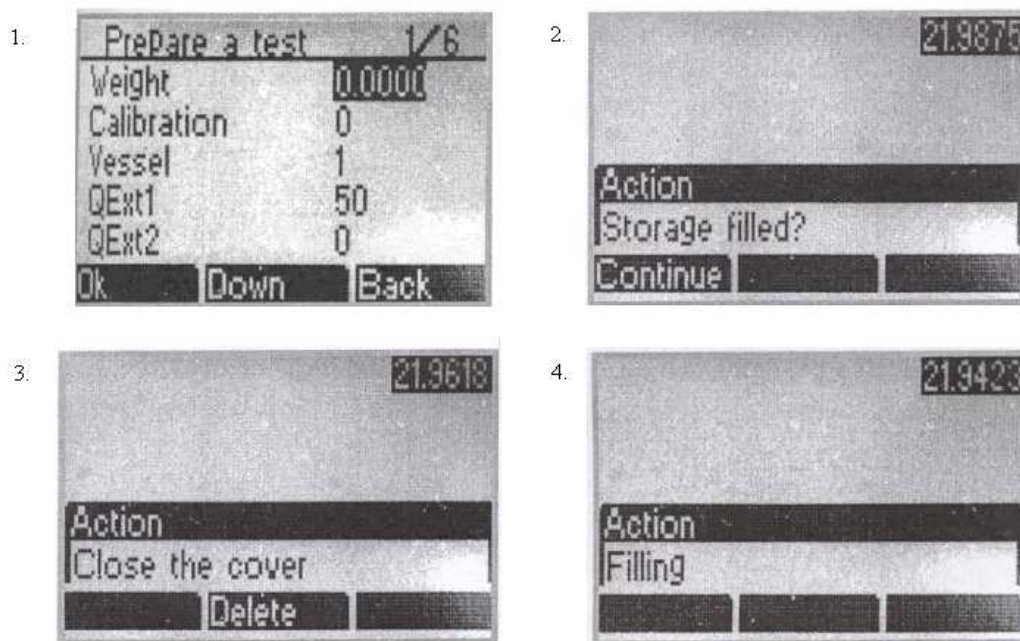 1.
Prepare a test 1/6
Weight 0.0000
Calibration 0
Vessel 1
QExt1 50
QExt2 0
Ok Down Back
2.
21.9875
Action
Storage filled?
Continue
3.
21.9618
Action
Close the cover
Delete
4.
21.9423
Action
Filling